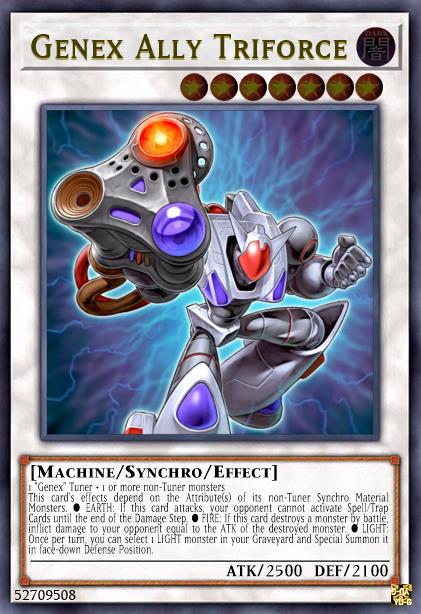 GENEX ALLY TRIFORCE
DARK
闇
[MACHINE/SYNCHRO/EFFECT]
1 "Genex" Tuner + 1 or more non-Tuner monsters
This card's effects depend on the Attribute(s) of its non-Tuner Synchro Material
Monsters. ● EARTH: If this card attacks, your opponent cannot activate Spell/Trap
Cards until the end of the Damage Step. ● FIRE: If this card destroys a monster by battle,
inflict damage to your opponent equal to the ATK of the destroyed monster. ● LIGHT:
Once per turn, you can select 1 LIGHT monster in your Graveyard and Special Summon it
in face-down Defense Position.
ATK/2500 DEF/2100
52709508